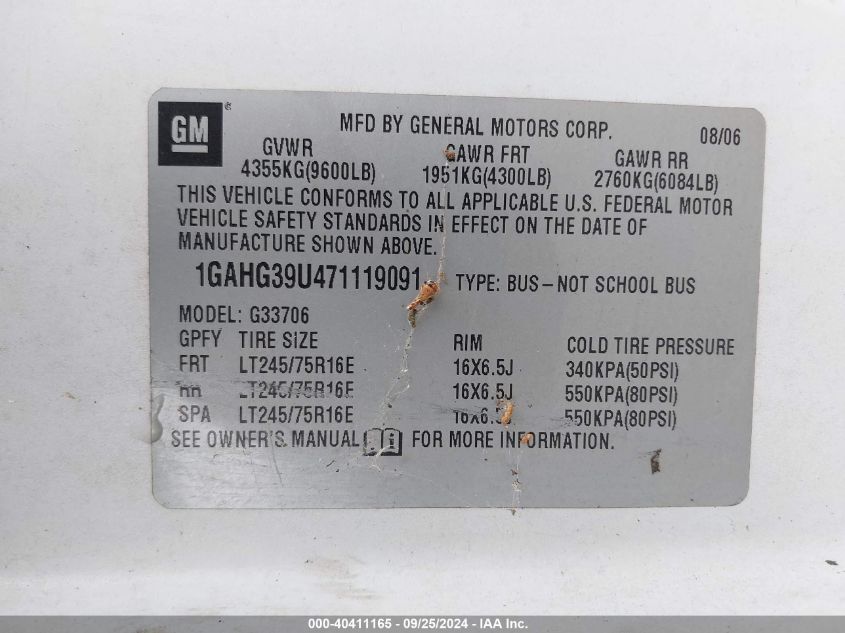 GM
®
MFD BY GENERAL MOTORS CORP. 08/06
GVWR GAWR FRT GAWR RR
4355KG(9600LB) 1951KG(4300LB) 2760KG(6084LB)
THIS VEHICLE CONFORMS TO ALL APPLICABLE U.S. FEDERAL MOTOR
VEHICLE SAFETY STANDARDS IN EFFECT ON THE DATE OF
MANUFACTURE SHOWN ABOVE.
1GAHG39U471119091 TYPE: BUS–NOT SCHOOL BUS
MODEL: G33706
GPFY TIRE SIZE RIM COLD TIRE PRESSURE
FRT LT245/75R16E 16X6.5J 340KPA(50PSI)
LT245/75R16E 16X6.5J 550KPA(80PSI)
SPA LT245/75R16E 16X6.5J 550KPA(80PSI)
SEE OWNER'S MANUAL i FOR MORE INFORMATION.
000-40411165 - 09/25/2024 - IAA Inc.